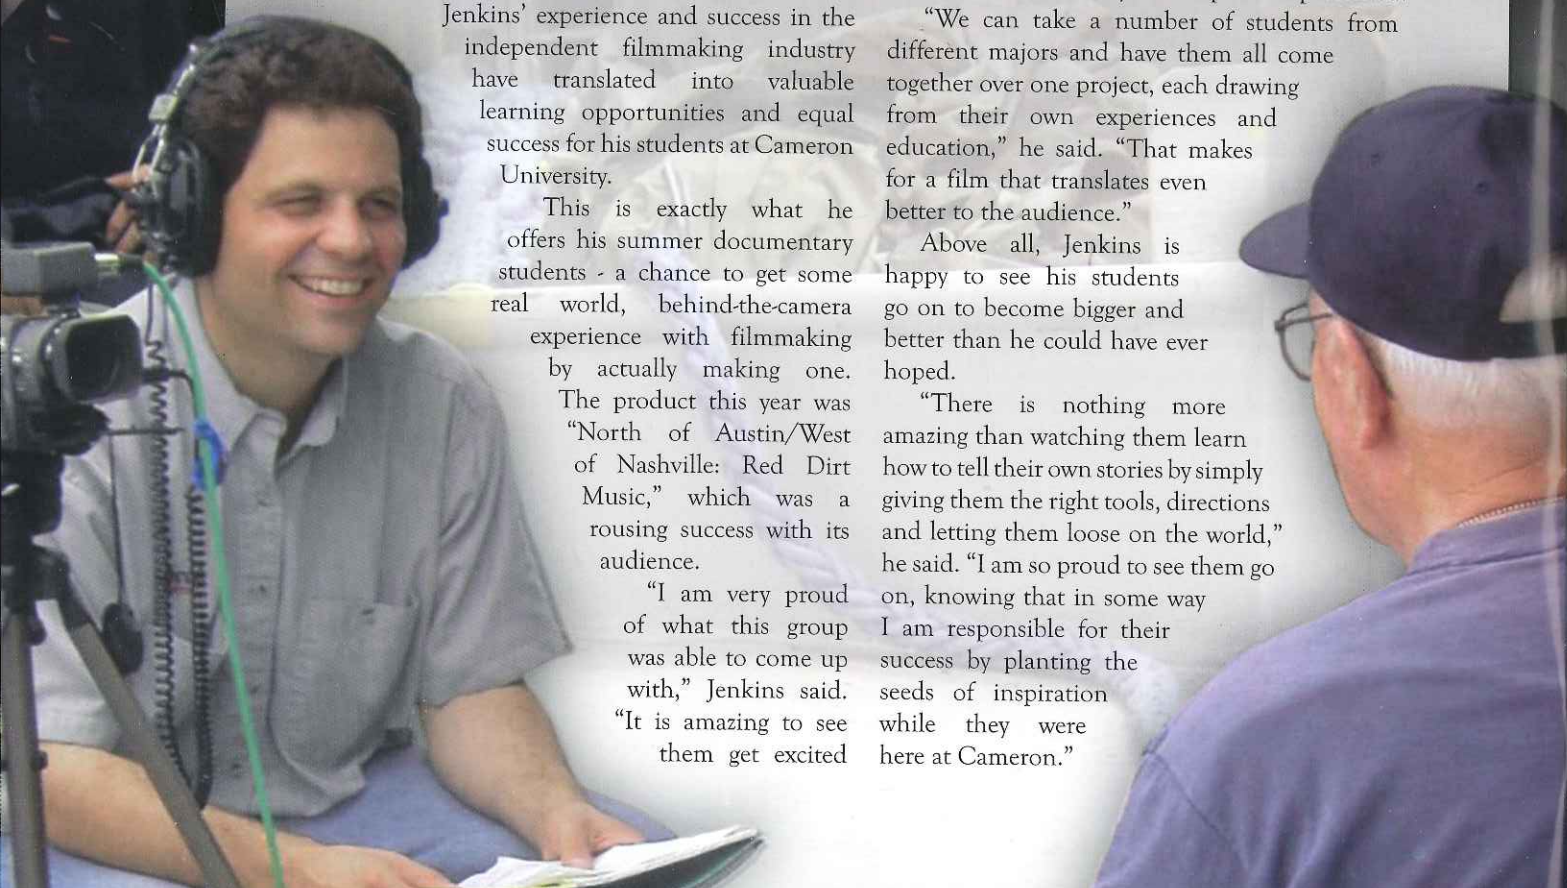 Jenkins’ experience and success in the
independent filmmaking industry
have translated into valuable
learning opportunities and equal
success for his students at Cameron
University.
This is exactly what he
offers his summer documentary
students - a chance to get some
real world, behind-the-camera
experience with filmmaking
by actually making one.
The product this year was
“North of Austin/West
of Nashville: Red Dirt
Music,” which was a
rousing success with its
audience.
“I am very proud
of what this group
was able to come up
with,” Jenkins said.
“It is amazing to see
them get excited
“We can take a number of students from
different majors and have them all come
together over one project, each drawing
from their own experiences and
education,” he said. “That makes
for a film that translates even
better to the audience.”
Above all, Jenkins is
happy to see his students
go on to become bigger and
better than he could have ever
hoped.
“There is nothing more
amazing than watching them learn
how to tell their own stories by simply
giving them the right tools, directions
and letting them loose on the world,”
he said. “I am so proud to see them go
on, knowing that in some way
I am responsible for their
success by planting the
seeds of inspiration
while they were
here at Cameron.”